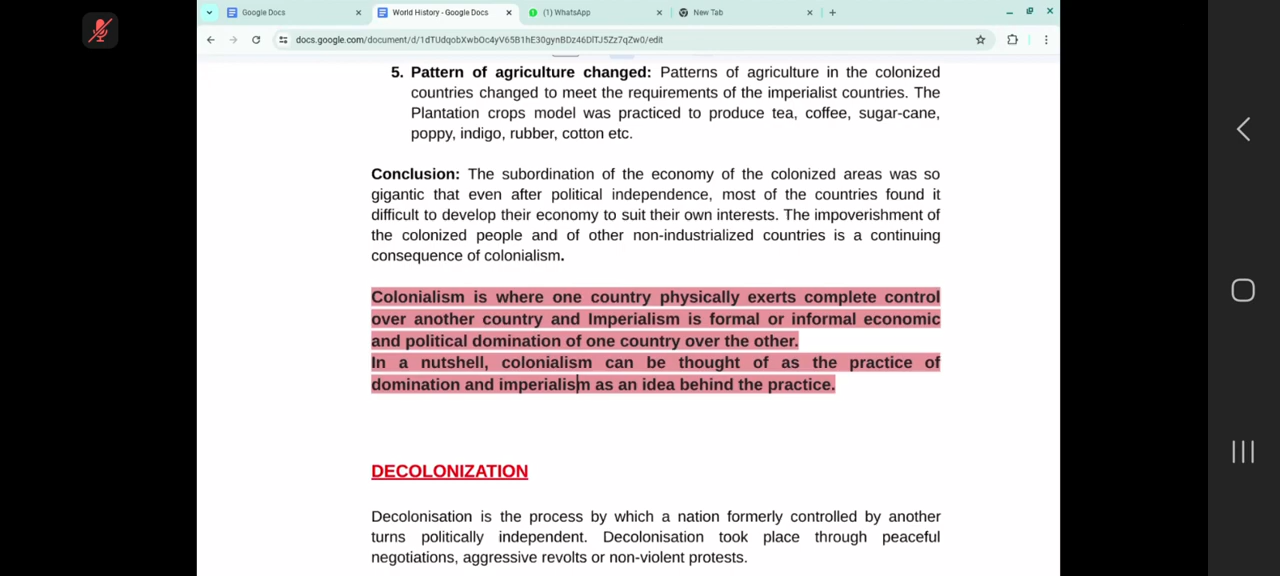 Google Docs
World History - Google Docs
(1) WhatsApp
New Tab
docs.google.com/document/d/1dTUdqobXwbOc4yV65B1hE30gynBDz46DlTJ5Zz7qZw0/edit
5. Pattern of agriculture changed: Patterns of agriculture in the colonized
countries changed to meet the requirements of the imperialist countries. The
Plantation crops model was practiced to produce tea, coffee, sugar-cane,
poppy, indigo, rubber, cotton etc.
Conclusion: The subordination of the economy of the colonized areas was so
gigantic that even after political independence, most of the countries found it
difficult to develop their economy to suit their own interests. The impoverishment of
the colonized people and of other non-industrialized countries is a continuing
consequence of colonialism.
Colonialism is where one country physically exerts complete control
over another country and Imperialism is formal or informal economic
and political domination of one country over the other.
In a nutshell, colonialism can be thought of as the practice of
domination and imperialism as an idea behind the practice.
DECOLONIZATION
Decolonisation is the process by which a nation formerly controlled by another
turns politically independent. Decolonisation took place through peaceful
negotiations, aggressive revolts or non-violent protests.